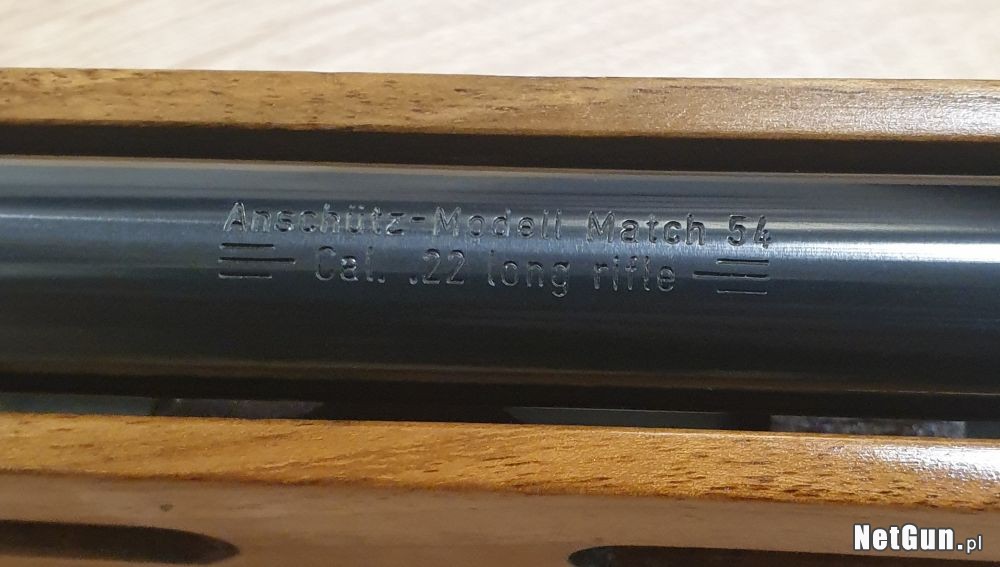 Anschütz-Modell Match 54
Cal. .22 long rifle
NetGun.pl